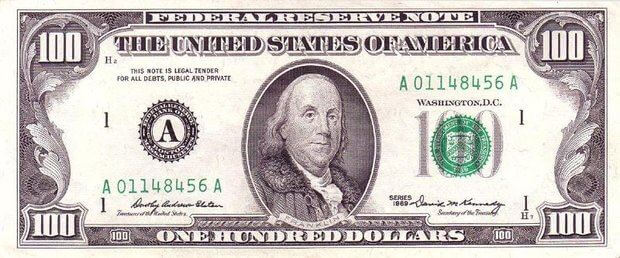 FEDERAL RESERVE NOTE
100 100
THE UNITED STATES OF AMERICA
H2
THIS NOTE IS LEGAL TENDER
FOR ALL DEBTS, PUBLIC AND PRIVATE
A 01148456 A
WASHINGTON, D.C.
1 A 100 1
A 01148456 A
1 Dorothy Andrews Elston
Treasurer of the United States
FRANKLIN
SERIES
1969
David M. Kennedy
Secretary of the Treasury
1
100 100 ONE HUNDRED DOLLARS 100 100